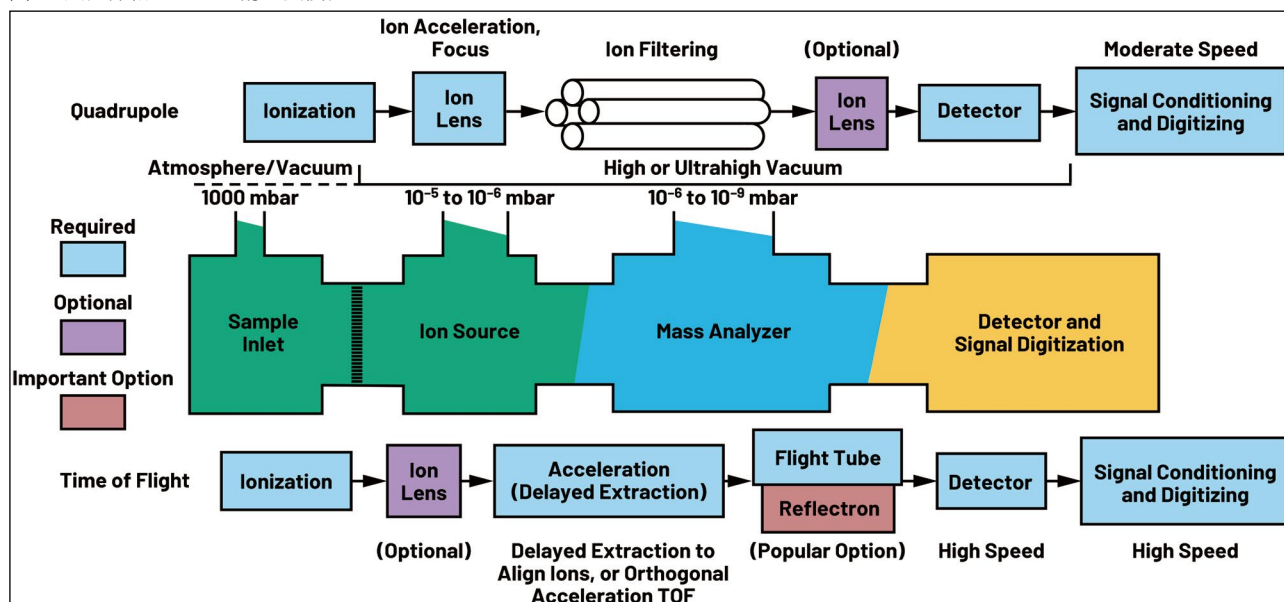 Ion Acceleration,
Focus
Ion Filtering
(Optional)
Moderate Speed
Quadrupole
Ionization
Ion
Lens
Ion
Lens
Detector
Signal Conditioning
and Digitizing
Atmosphere/Vacuum
High or Ultrahigh Vacuum
1000 mbar
10⁻⁵ to 10⁻⁶ mbar
10⁻⁶ to 10⁻⁹ mbar
Required
Optional
Important Option
Sample
Inlet
Ion Source
Mass Analyzer
Detector and
Signal Digitization
Time of Flight
Ionization
Ion
Lens
Acceleration
(Delayed Extraction)
Flight Tube
Reflectron
Detector
Signal Conditioning
and Digitizing
(Optional)
Delayed Extraction to
Align Ions, or Orthogonal
Acceleration TOF
(Popular Option)
High Speed
High Speed